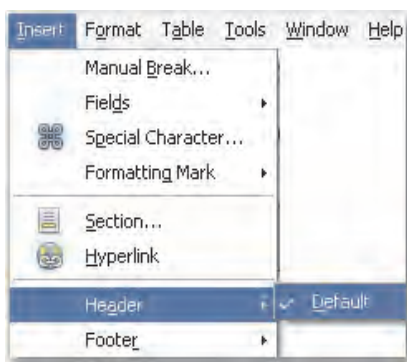 Insert Format Table Tools Window Help
Manual Break...
Fields
Special Character...
Formatting Mark
Section...
Hyperlink
Header Default
Footer